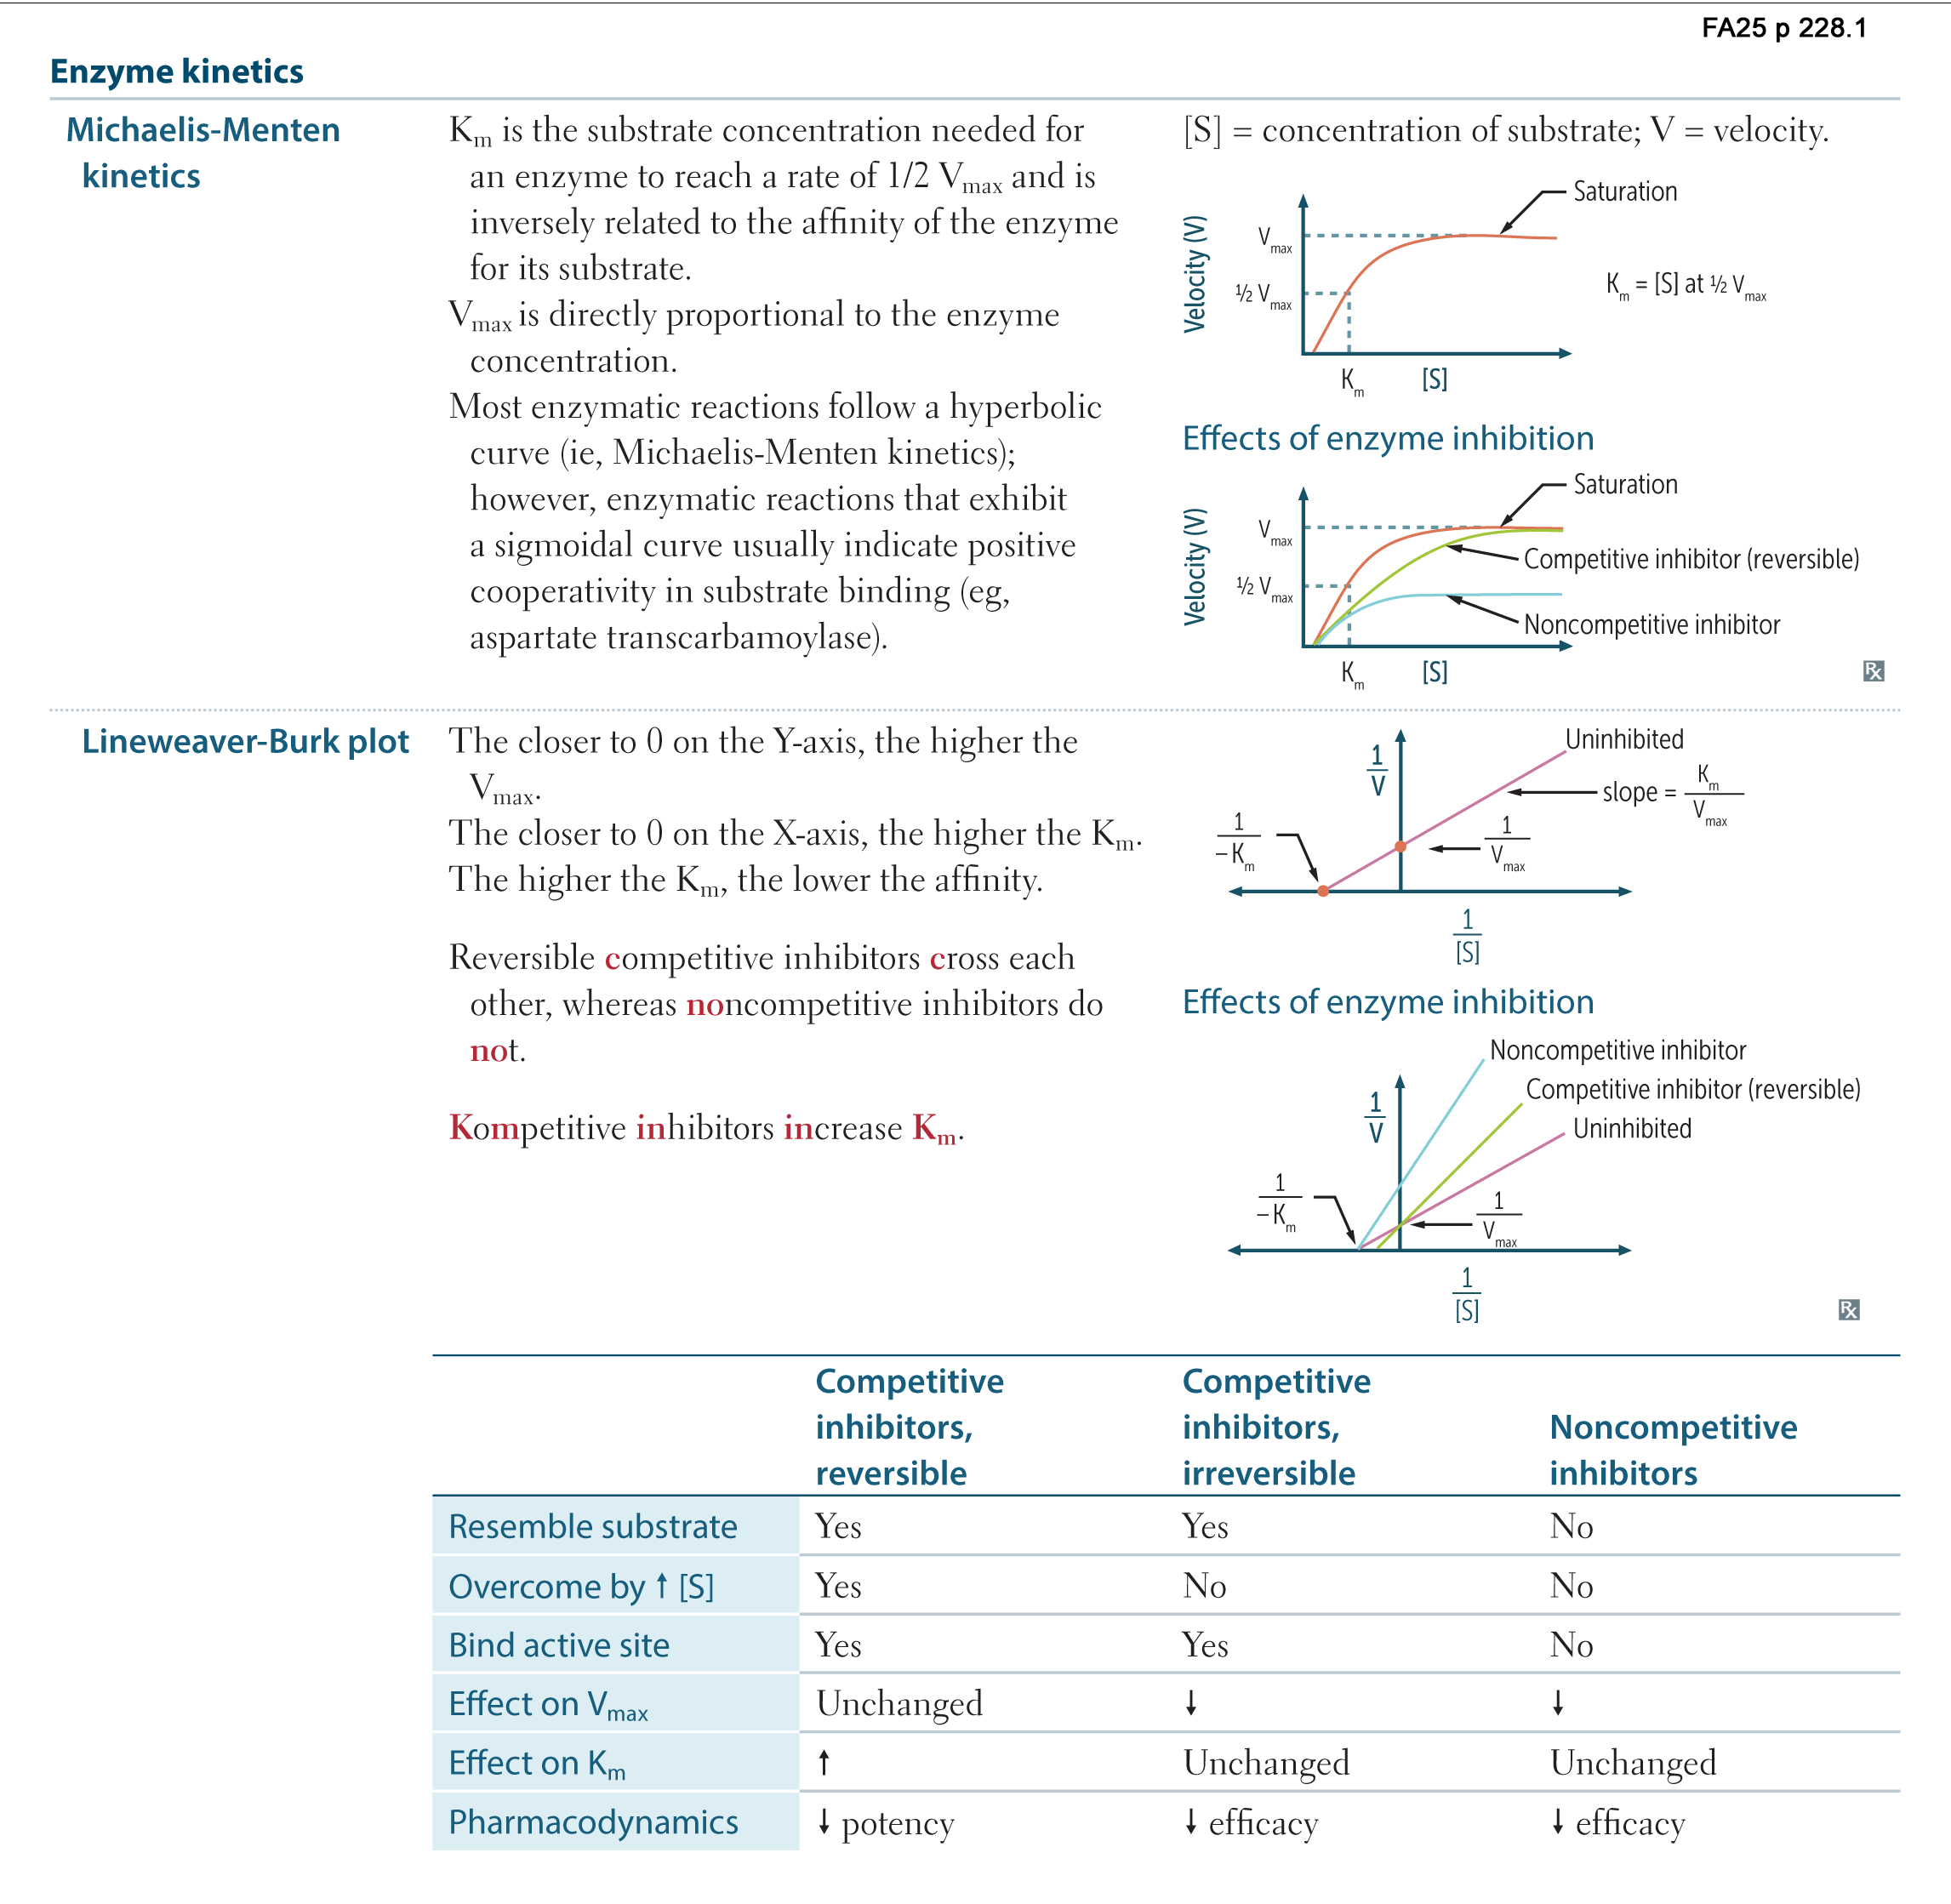 FA25 p 228.1
Enzyme kinetics
Michaelis-Menten
kinetics
Km is the substrate concentration needed for
an enzyme to reach a rate of 1/2 Vmax and is
inversely related to the affinity of the enzyme
for its substrate.
Vmax is directly proportional to the enzyme
concentration.
Most enzymatic reactions follow a hyperbolic
curve (ie, Michaelis-Menten kinetics);
however, enzymatic reactions that exhibit
a sigmoidal curve usually indicate positive
cooperativity in substrate binding (eg,
aspartate transcarbamoylase).
[S] = concentration of substrate; V = velocity.
Saturation
Velocity (V)
Vmax
½ Vmax
Km = [S] at ½ Vmax
Km
[S]
Effects of enzyme inhibition
Saturation
Velocity (V)
Vmax
Competitive inhibitor (reversible)
½ Vmax
Noncompetitive inhibitor
Km
[S]
Rx
Lineweaver-Burk plot
The closer to 0 on the Y-axis, the higher the
Vmax.
The closer to 0 on the X-axis, the higher the Km.
The higher the Km, the lower the affinity.
Reversible competitive inhibitors cross each
other, whereas noncompetitive inhibitors do
not.
Kompetitive inhibitors increase Km.
Uninhibited
1
V
slope = Km
Vmax
1
–Km
1
Vmax
1
[S]
Effects of enzyme inhibition
Noncompetitive inhibitor
Competitive inhibitor (reversible)
Uninhibited
1
V
1
–Km
1
Vmax
1
[S]
Rx
Competitive
inhibitors,
reversible
Competitive
inhibitors,
irreversible
Noncompetitive
inhibitors
Resemble substrate Yes Yes No
Overcome by ↑ [S] Yes No No
Bind active site Yes Yes No
Effect on Vmax Unchanged ↓ ↓
Effect on Km ↑ Unchanged Unchanged
Pharmacodynamics ↓ potency ↓ efficacy ↓ efficacy